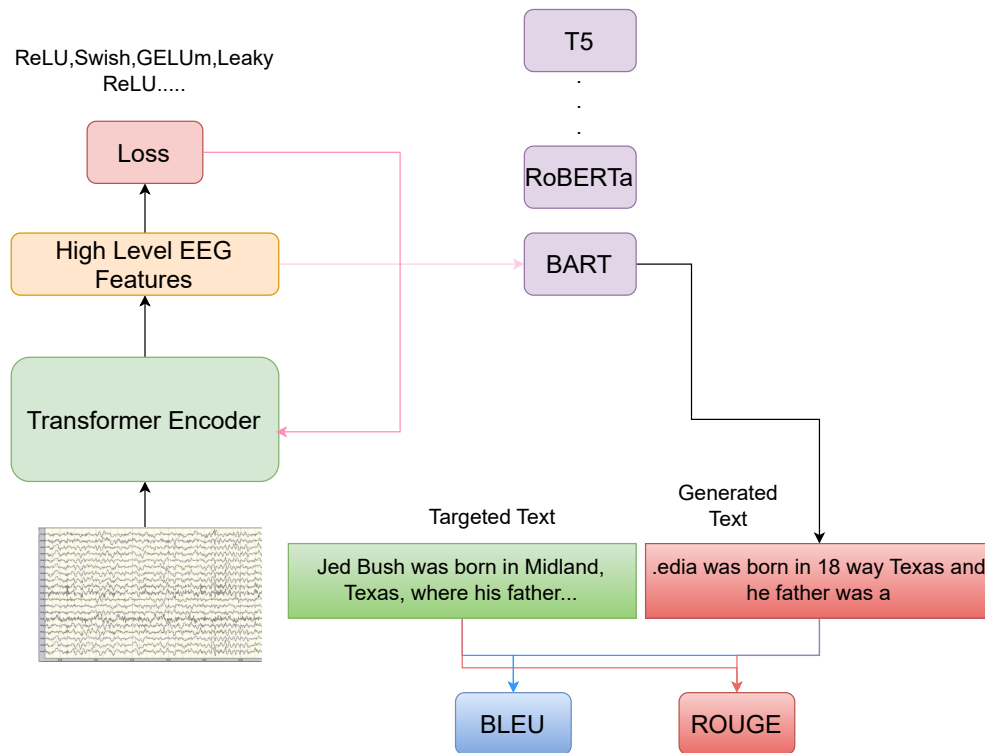 T5
.
.
.
ReLU,Swish,GELUm,Leaky
ReLU.....
Loss
RoBERTa
High Level EEG
Features
BART
Transformer Encoder
Targeted Text
Generated
Text
Jed Bush was born in Midland,
Texas, where his father...
.edia was born in 18 way Texas and
he father was a
BLEU
ROUGE